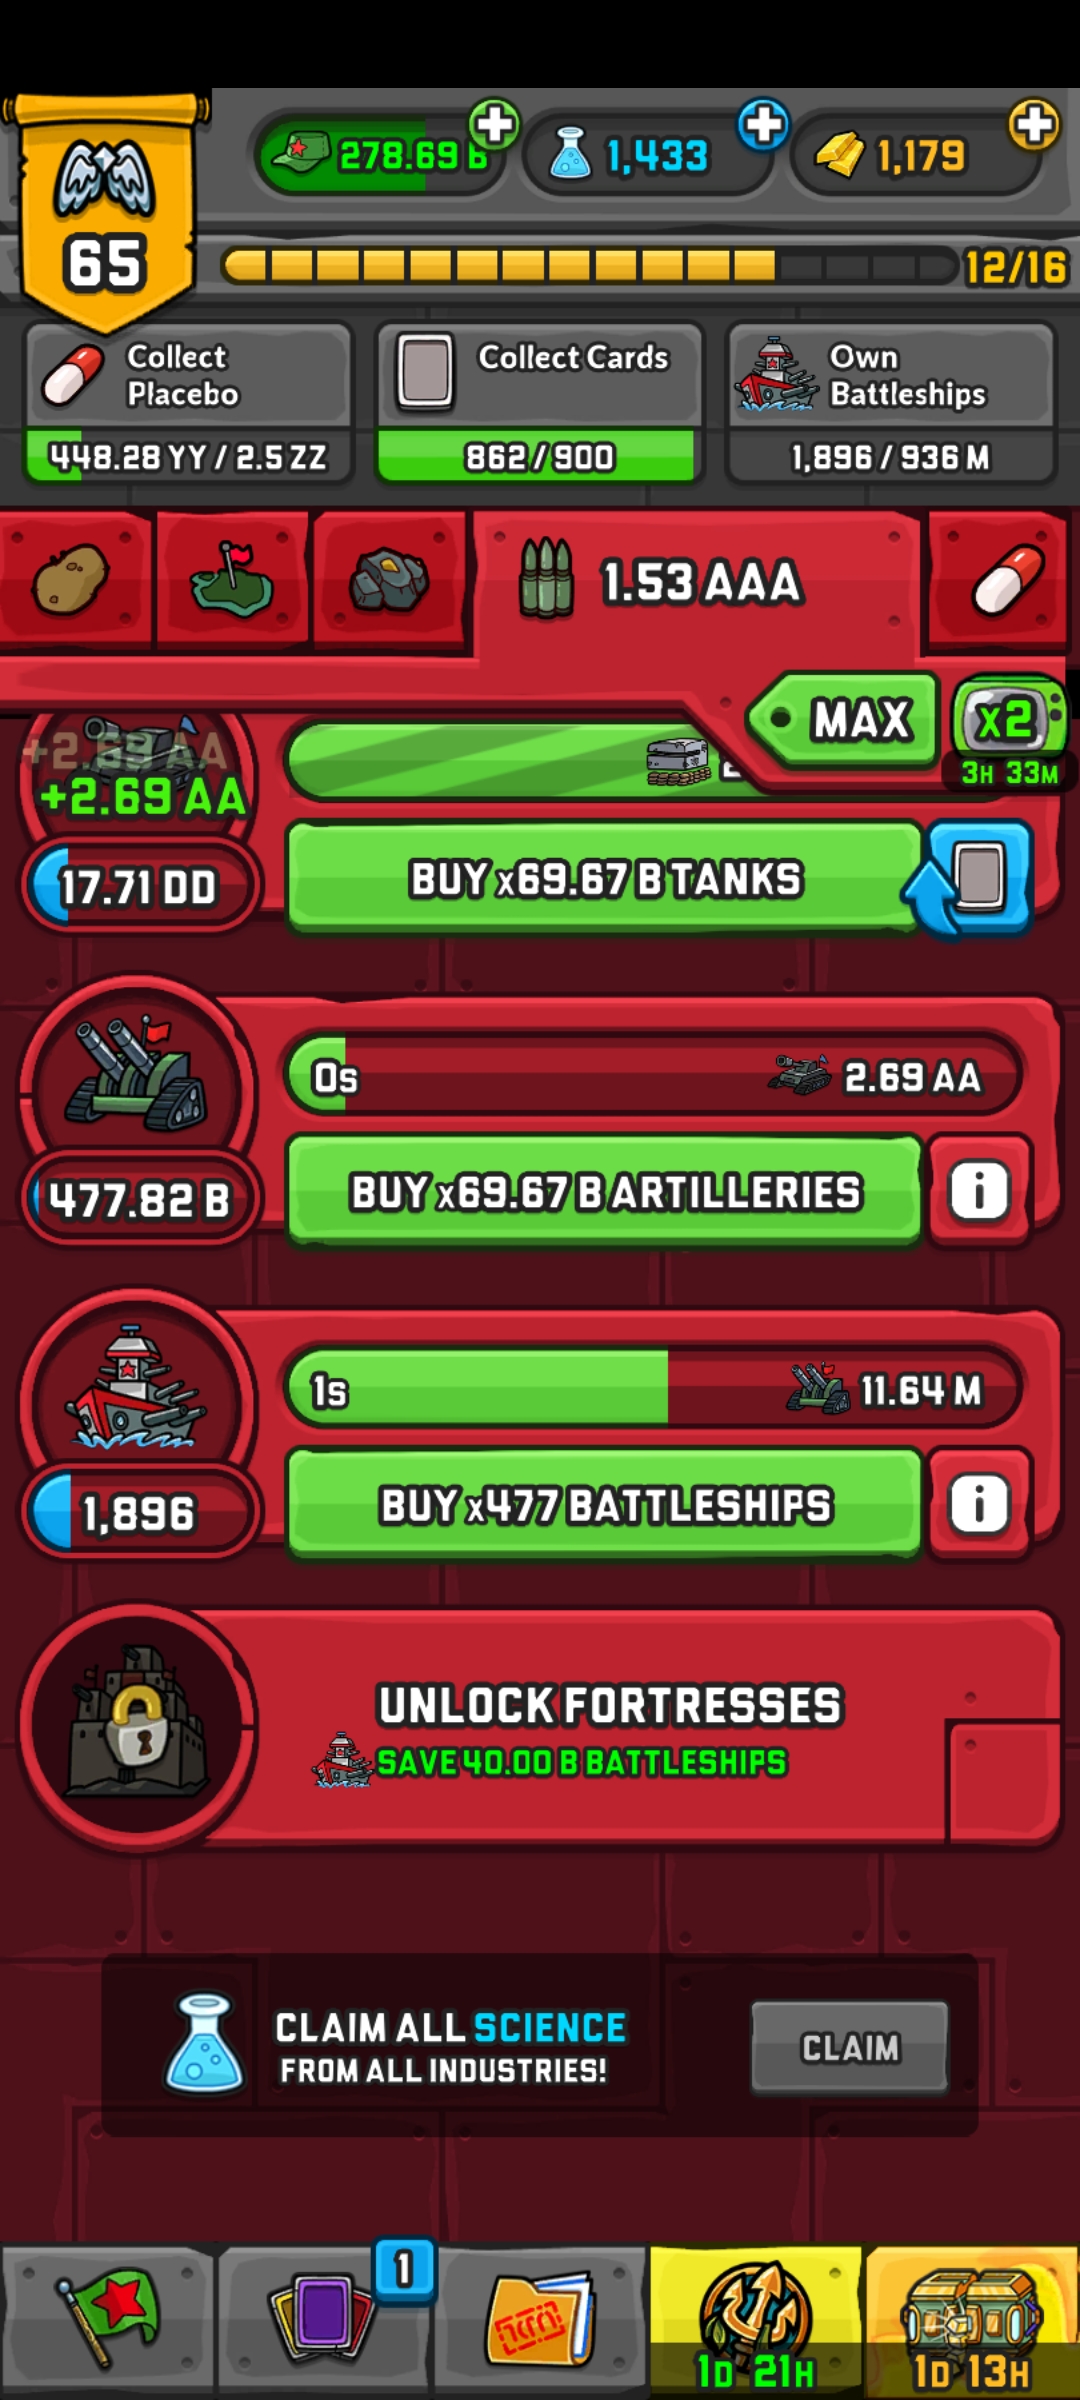 278.69 B
1,433
1,179
65
12/16
Collect
Placebo
448.28 YY / 2.5 ZZ
Collect Cards
862/900
Own
Battleships
1,896 / 936 M
1.53 AAA
MAX
x2
3H 33M
+2.69 AA
+2.69 AA
17.71 DD
BUY x69.67 B TANKS
0s
2.69 AA
477.82 B
BUY x69.67 B ARTILLERIES
1s
11.64 M
1,896
BUY x477 BATTLESHIPS
UNLOCK FORTRESSES
SAVE 40.00 B BATTLESHIPS
CLAIM ALL SCIENCE
FROM ALL INDUSTRIES!
CLAIM
1
1D 21H
1D 13H